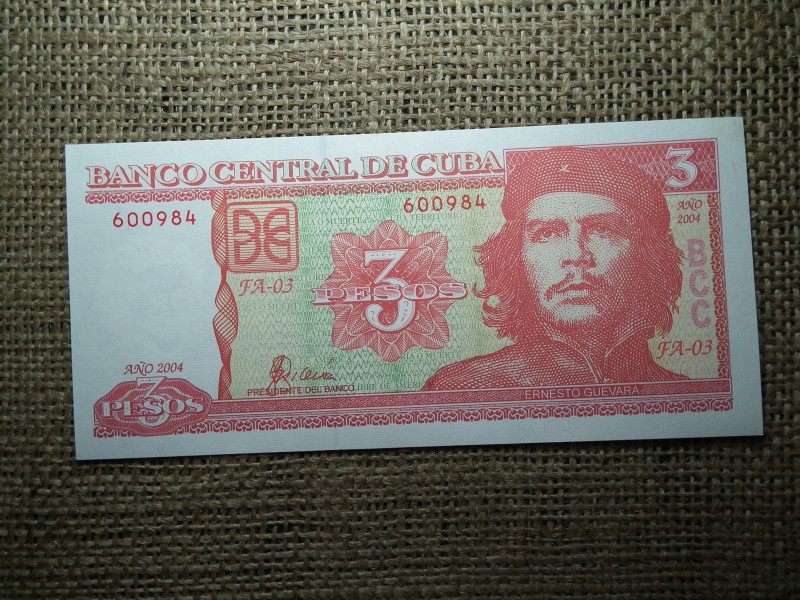 BANCO CENTRAL DE CUBA
3
600984
600984
AÑO
2004
FA-03
3
PESOS
BCC
FA-03
AÑO 2004
3
PESOS
PRESIDENTE DEL BANCO
ERNESTO GUEVARA